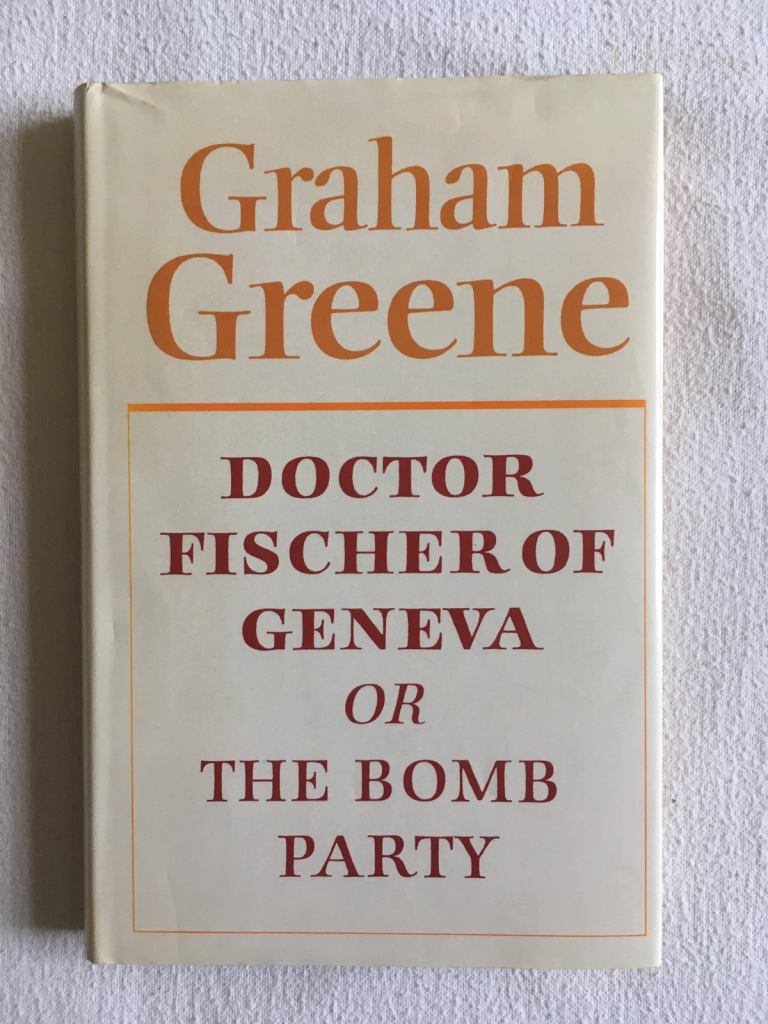 Graham
Greene
DOCTOR
FISCHER OF
GENEVA
OR
THE BOMB
PARTY